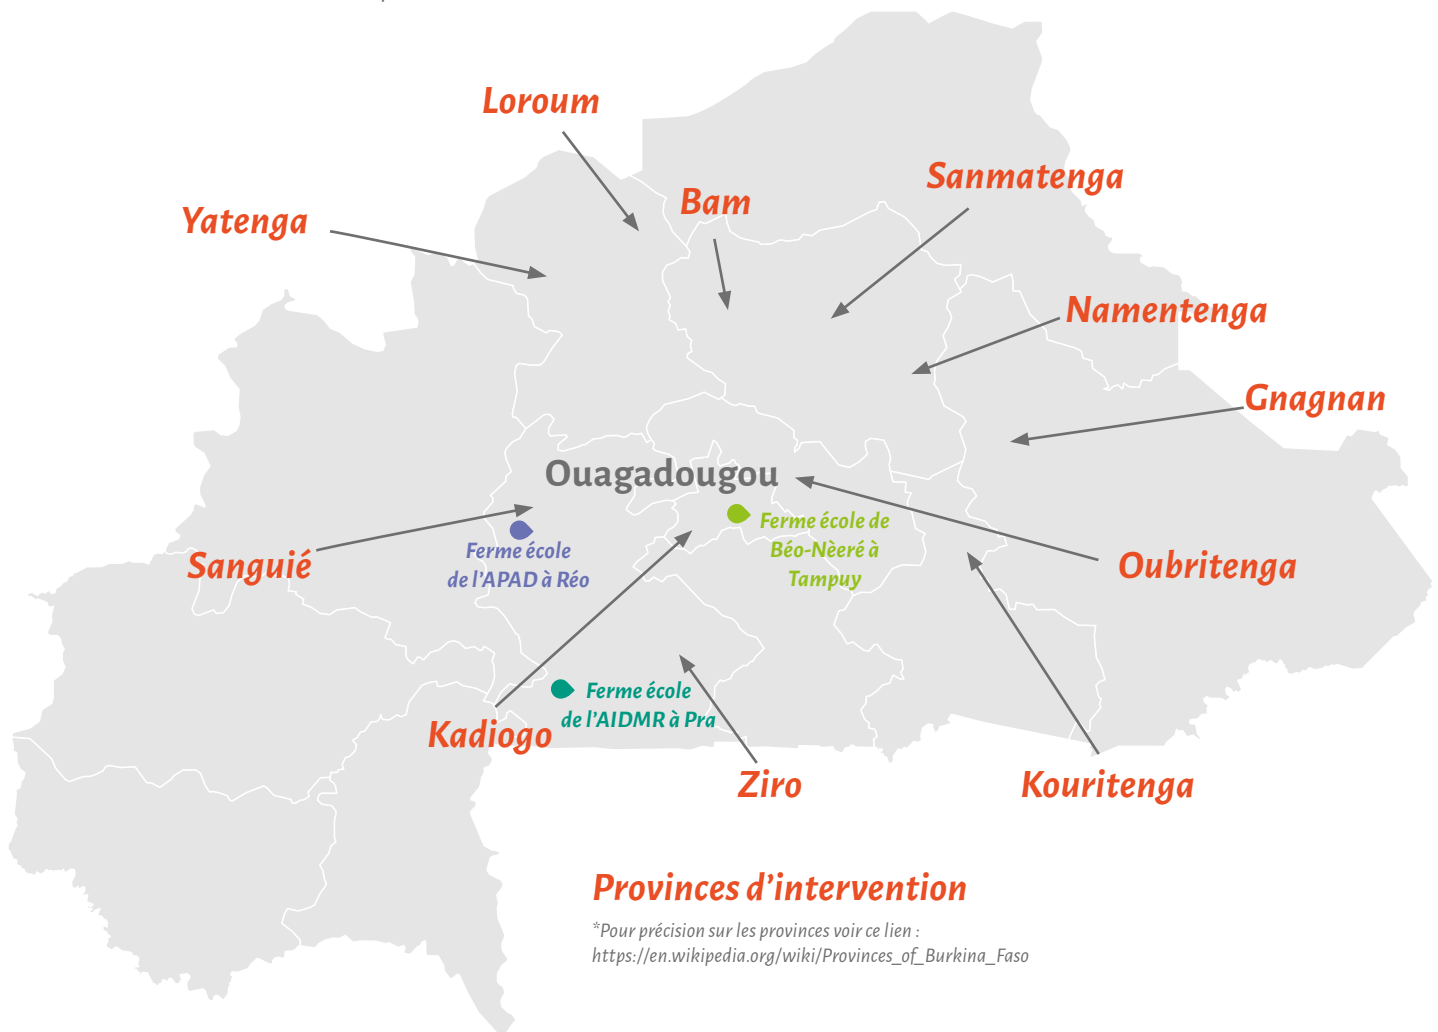 Loroum
Sanmatenga
Bam
Yatenga
Namentenga
Gnagnan
Ouagadougou
Ferme école de
Béo-Nèeré à
Tampuy
Sanguié
Ferme école
de l’APAD à Réo
Oubritenga
Ferme école
de l’AIDMR à Pra
Kadiogo
Ziro
Kouritenga
Provinces d’intervention
*Pour précision sur les provinces voir ce lien :
https://en.wikipedia.org/wiki/Provinces_of_Burkina_Faso